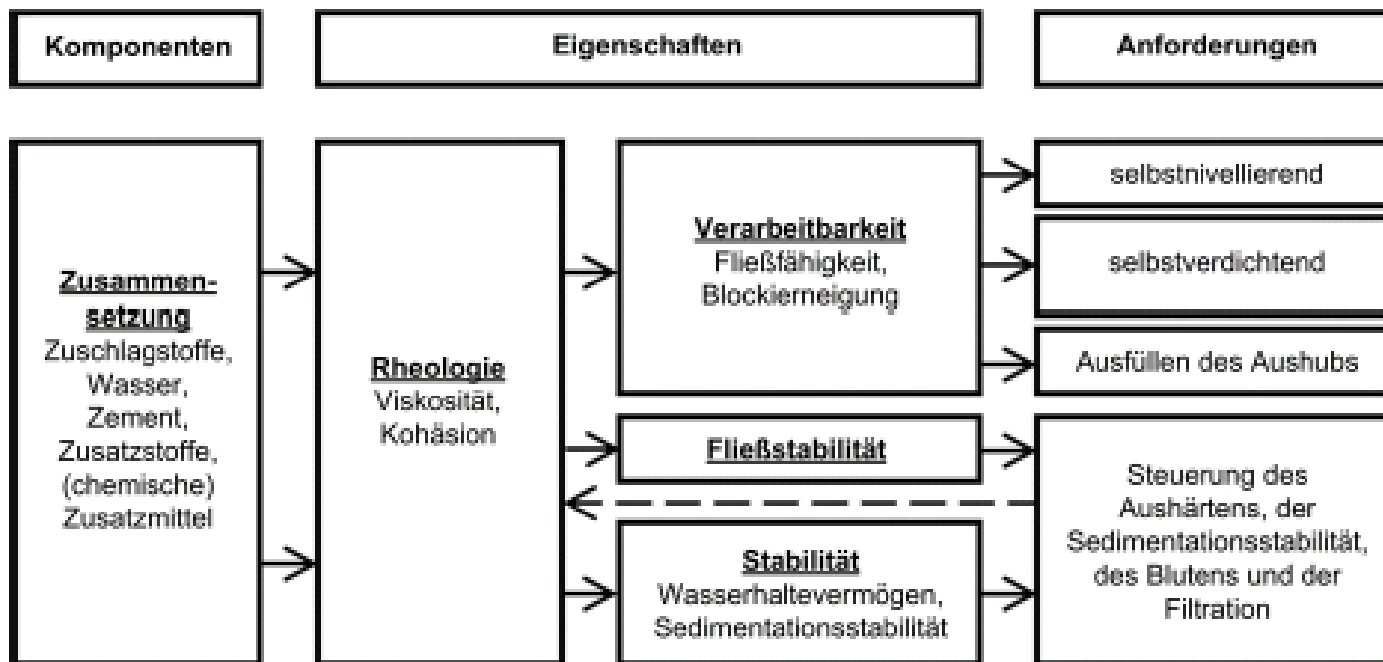 Komponenten
Eigenschaften
Anforderungen
Zusammen-
setzung
Zuschlagstoffe,
Wasser,
Zement,
Zusatzstoffe,
(chemische)
Zusatzmittel
Rheologie
Viskosität,
Kohäsion
Verarbeitbarkeit
Fließfähigkeit,
Blockierneigung
Fließstabilität
Stabilität
Wasserhaltevermögen,
Sedimentationsstabilität
selbstnivellierend
selbstverdichtend
Ausfüllen des Aushubs
Steuerung des
Aushärtens, der
Sedimentationsstabilität,
des Blutens und der
Filtration